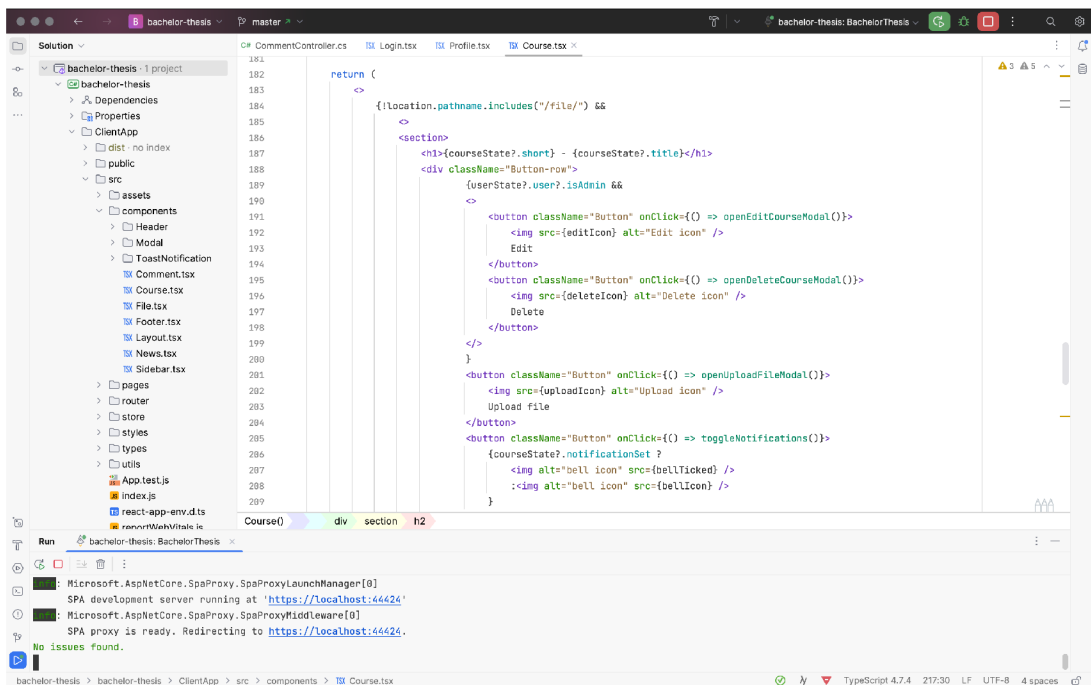 B bachelor-thesis master bachelor-thesis: BachelorThesis
Solution
C# CommentController.cs TSX Login.tsx TSX Profile.tsx TSX Course.tsx
bachelor-thesis · 1 project
C# bachelor-thesis
Dependencies
Properties
ClientApp
dist · no index
public
src
assets
components
Header
Modal
ToastNotification
TSX Comment.tsx
TSX Course.tsx
TSX File.tsx
TSX Footer.tsx
TSX Layout.tsx
TSX News.tsx
TSX Sidebar.tsx
pages
router
store
styles
types
utils
App.test.js
JS index.js
TS react-app-env.d.ts
JS reportWebVitals.js
3 5
181
182 return (
183 <>
184 {!location.pathname.includes("/file/") &&
185 <>
186 <section>
187 <h1>{courseState?.short} - {courseState?.title}</h1>
188 <div className="Button-row">
189 {userState?.user?.isAdmin &&
190 <>
191 <button className="Button" onClick={() => openEditCourseModal()}>
192 <img src={editIcon} alt="Edit icon" />
193 Edit
194 </button>
195 <button className="Button" onClick={() => openDeleteCourseModal()}>
196 <img src={deleteIcon} alt="Delete icon" />
197 Delete
198 </button>
199 </>
200 }
201 <button className="Button" onClick={() => openUploadFileModal()}>
202 <img src={uploadIcon} alt="Upload icon" />
203 Upload file
204 </button>
205 <button className="Button" onClick={() => toggleNotifications()}>
206 {courseState?.notificationSet ?
207 <img alt="bell icon" src={bellTicked} />
208 :<img alt="bell icon" src={bellIcon} />
209 }
Course() div section h2
Run bachelor-thesis: BachelorThesis
info: Microsoft.AspNetCore.SpaProxy.SpaProxyLaunchManager[0]
SPA development server running at 'https://localhost:44424'
info: Microsoft.AspNetCore.SpaProxy.SpaProxyMiddleware[0]
SPA proxy is ready. Redirecting to https://localhost:44424.
No issues found.
bachelor-thesis > bachelor-thesis > ClientApp > src > components > TSX Course.tsx TypeScript 4.7.4 217:30 LF UTF-8 4 spaces